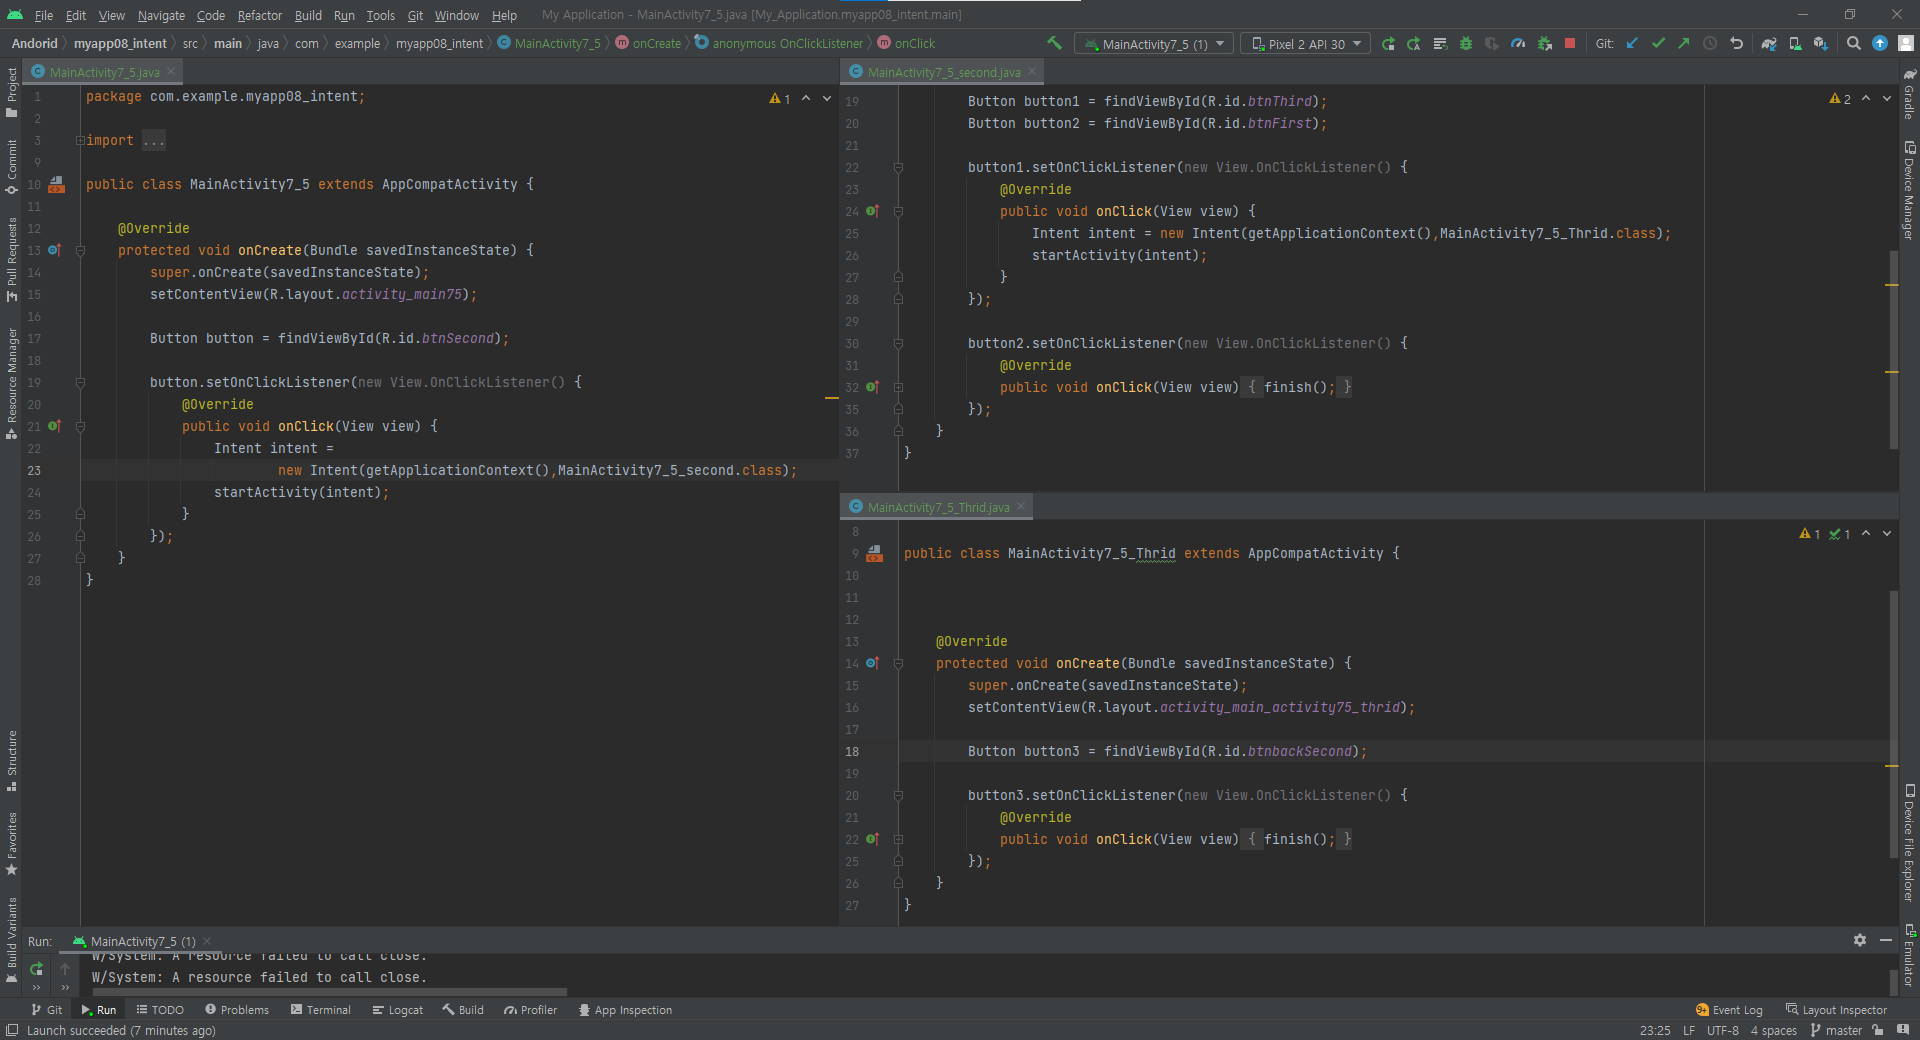 File Edit View Navigate Code Refactor Build Run Tools Git Window Help My Application - MainActivity7_5.java [My_Application.myapp08_intent.main]
Andorid myapp08_intent src main java com example myapp08_intent MainActivity7_5 onCreate anonymous OnClickListener onClick MainActivity7_5 (1) Pixel 2 API 30 Git:
Project
Commit
Pull Requests
Resource Manager
Structure
Favorites
Build Variants
MainActivity7_5.java
1 package com.example.myapp08_intent; 1
2
3 import ...
9
10 public class MainActivity7_5 extends AppCompatActivity {
11
12 @Override
13 protected void onCreate(Bundle savedInstanceState) {
14 super.onCreate(savedInstanceState);
15 setContentView(R.layout.activity_main75);
16
17 Button button = findViewById(R.id.btnSecond);
18
19 button.setOnClickListener(new View.OnClickListener() {
20 @Override
21 public void onClick(View view) {
22 Intent intent =
23 new Intent(getApplicationContext(),MainActivity7_5_second.class);
24 startActivity(intent);
25 }
26 });
27 }
28 }
MainActivity7_5_second.java
19 Button button1 = findViewById(R.id.btnThird); 2
20 Button button2 = findViewById(R.id.btnFirst);
21
22 button1.setOnClickListener(new View.OnClickListener() {
23 @Override
24 public void onClick(View view) {
25 Intent intent = new Intent(getApplicationContext(),MainActivity7_5_Thrid.class);
26 startActivity(intent);
27 }
28 });
29
30 button2.setOnClickListener(new View.OnClickListener() {
31 @Override
32 public void onClick(View view) { finish(); }
35 });
36 }
37 }
MainActivity7_5_Thrid.java
8 1 1
9 public class MainActivity7_5_Thrid extends AppCompatActivity {
10
11
12
13 @Override
14 protected void onCreate(Bundle savedInstanceState) {
15 super.onCreate(savedInstanceState);
16 setContentView(R.layout.activity_main_activity75_thrid);
17
18 Button button3 = findViewById(R.id.btnbackSecond);
19
20 button3.setOnClickListener(new View.OnClickListener() {
21 @Override
22 public void onClick(View view) { finish(); }
25 });
26 }
27 }
Gradle
Device Manager
Device File Explorer
Emulator
Run: MainActivity7_5 (1)
W/System: A resource failed to call close.
W/System: A resource failed to call close.
Git Run TODO Problems Terminal Logcat Build Profiler App Inspection 9+ Event Log Layout Inspector
Launch succeeded (7 minutes ago) 23:25 LF UTF-8 4 spaces master